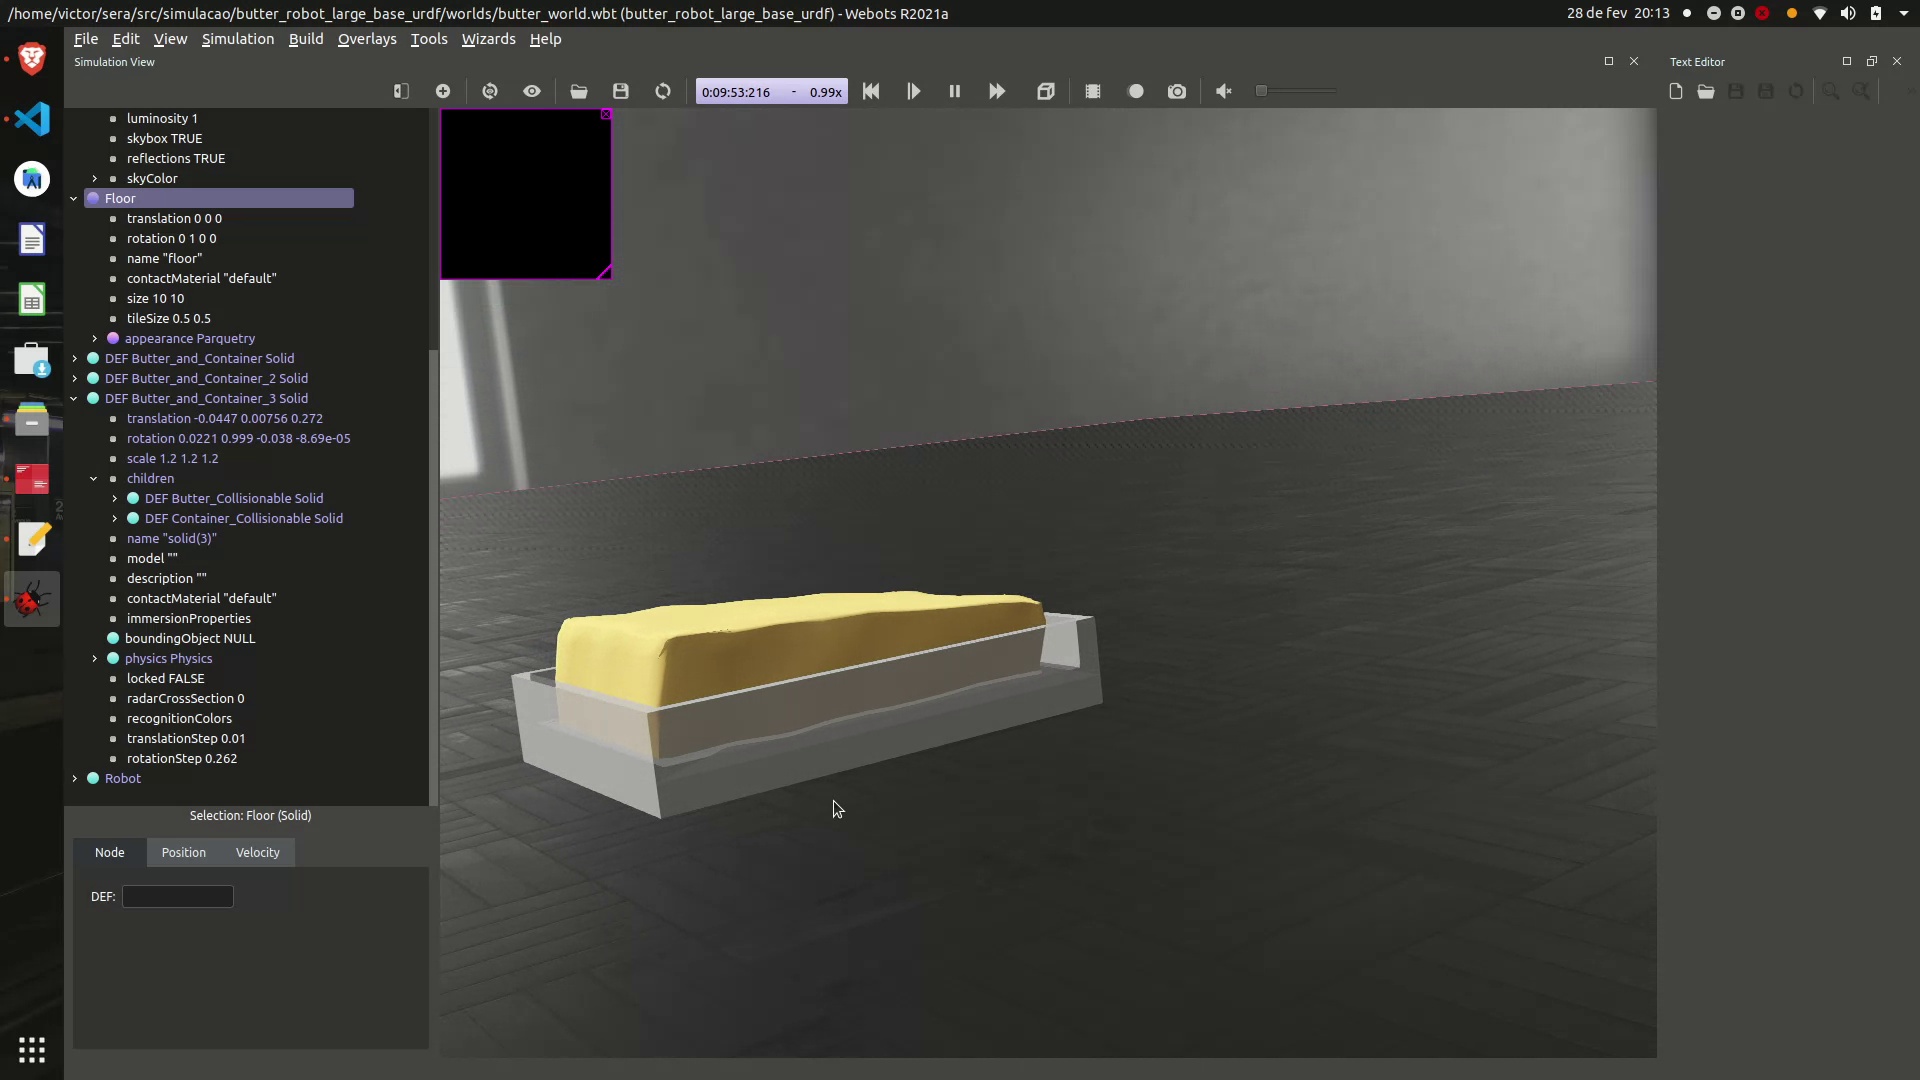 /home/victor/sera/src/simulacao/butter_robot_large_base_urdf/worlds/butter_world.wbt (butter_robot_large_base_urdf) - Webots R2021a
28 de fev 20:13
File Edit View Simulation Build Overlays Tools Wizards Help
Simulation View
Text Editor
0:09:53:216 - 0.99x
luminosity 1
skybox TRUE
reflections TRUE
skyColor
Floor
translation 0 0 0
rotation 0 1 0 0
name "floor"
contactMaterial "default"
size 10 10
tileSize 0.5 0.5
appearance Parquetry
DEF Butter_and_Container Solid
DEF Butter_and_Container_2 Solid
DEF Butter_and_Container_3 Solid
translation -0.0447 0.00756 0.272
rotation 0.0221 0.999 -0.038 -8.69e-05
scale 1.2 1.2 1.2
children
DEF Butter_Collisionable Solid
DEF Container_Collisionable Solid
name "solid(3)"
model ""
description ""
contactMaterial "default"
immersionProperties
boundingObject NULL
physics Physics
locked FALSE
radarCrossSection 0
recognitionColors
translationStep 0.01
rotationStep 0.262
Robot
Selection: Floor (Solid)
Node Position Velocity
DEF: